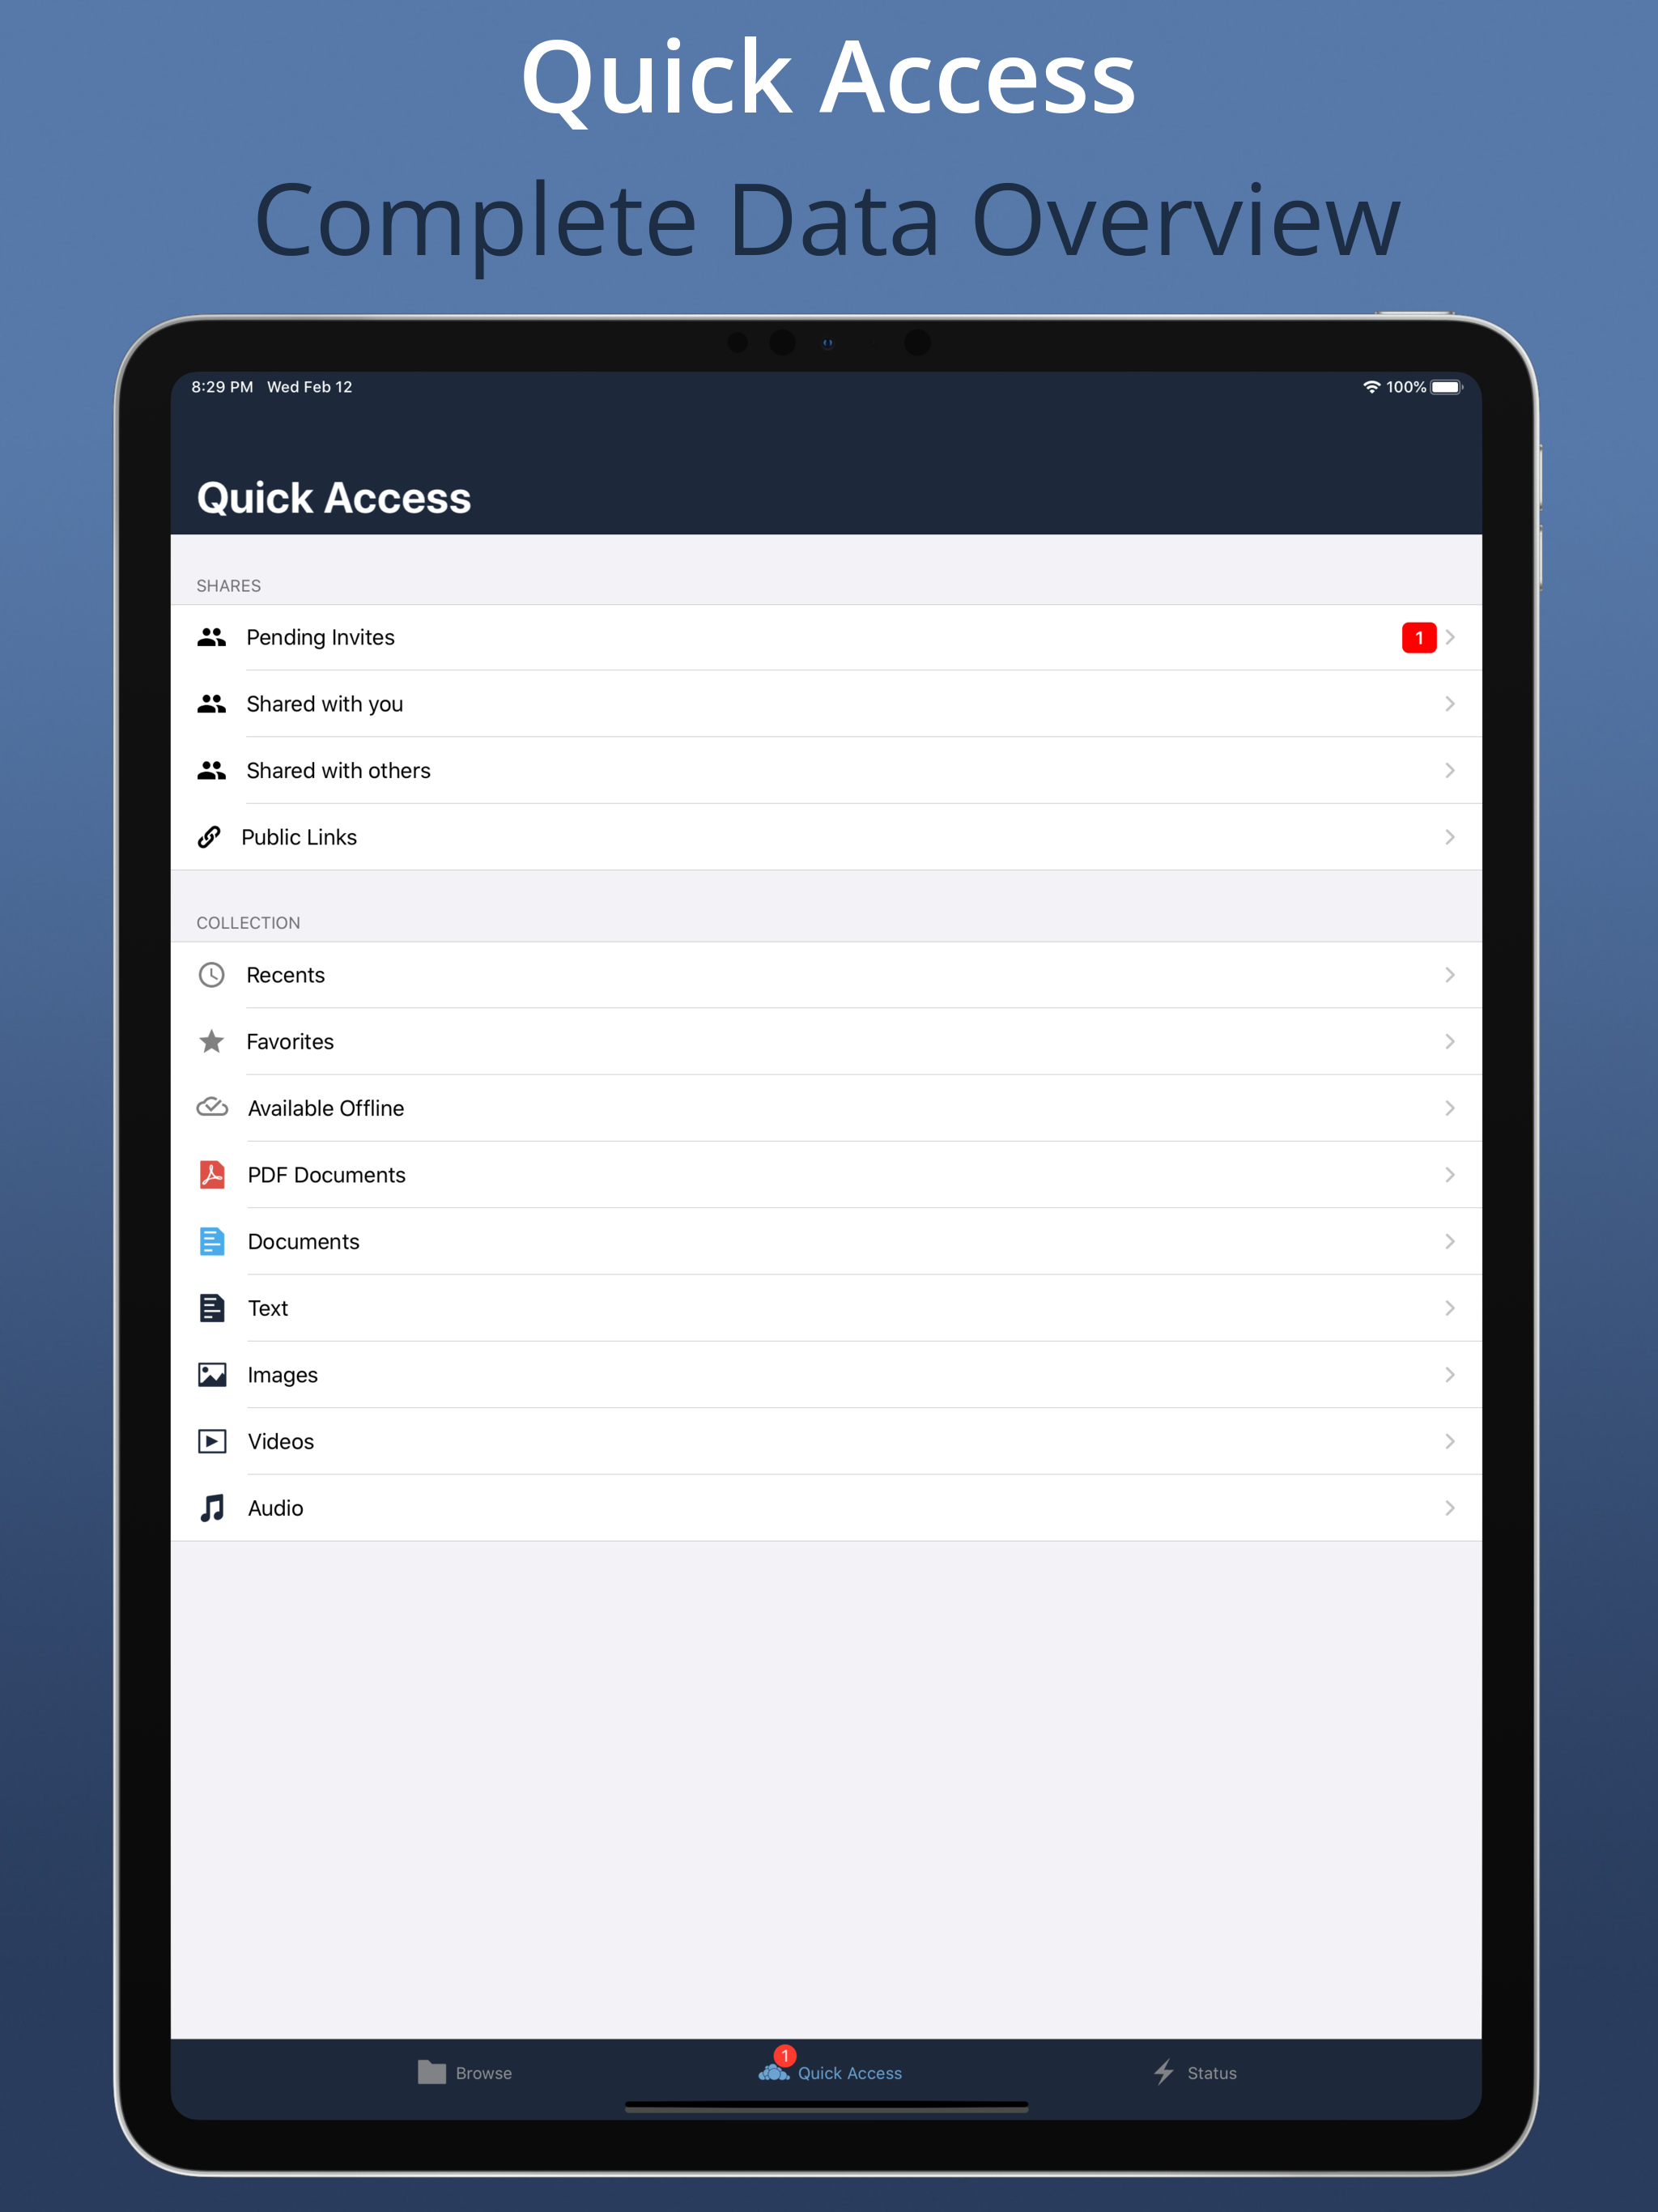 Quick Access
Complete Data Overview
8:29 PM Wed Feb 12
100%
Quick Access
SHARES
Pending Invites 1
Shared with you
Shared with others
Public Links
COLLECTION
Recents
Favorites
Available Offline
PDF Documents
Documents
Text
Images
Videos
Audio
1
Browse Quick Access Status